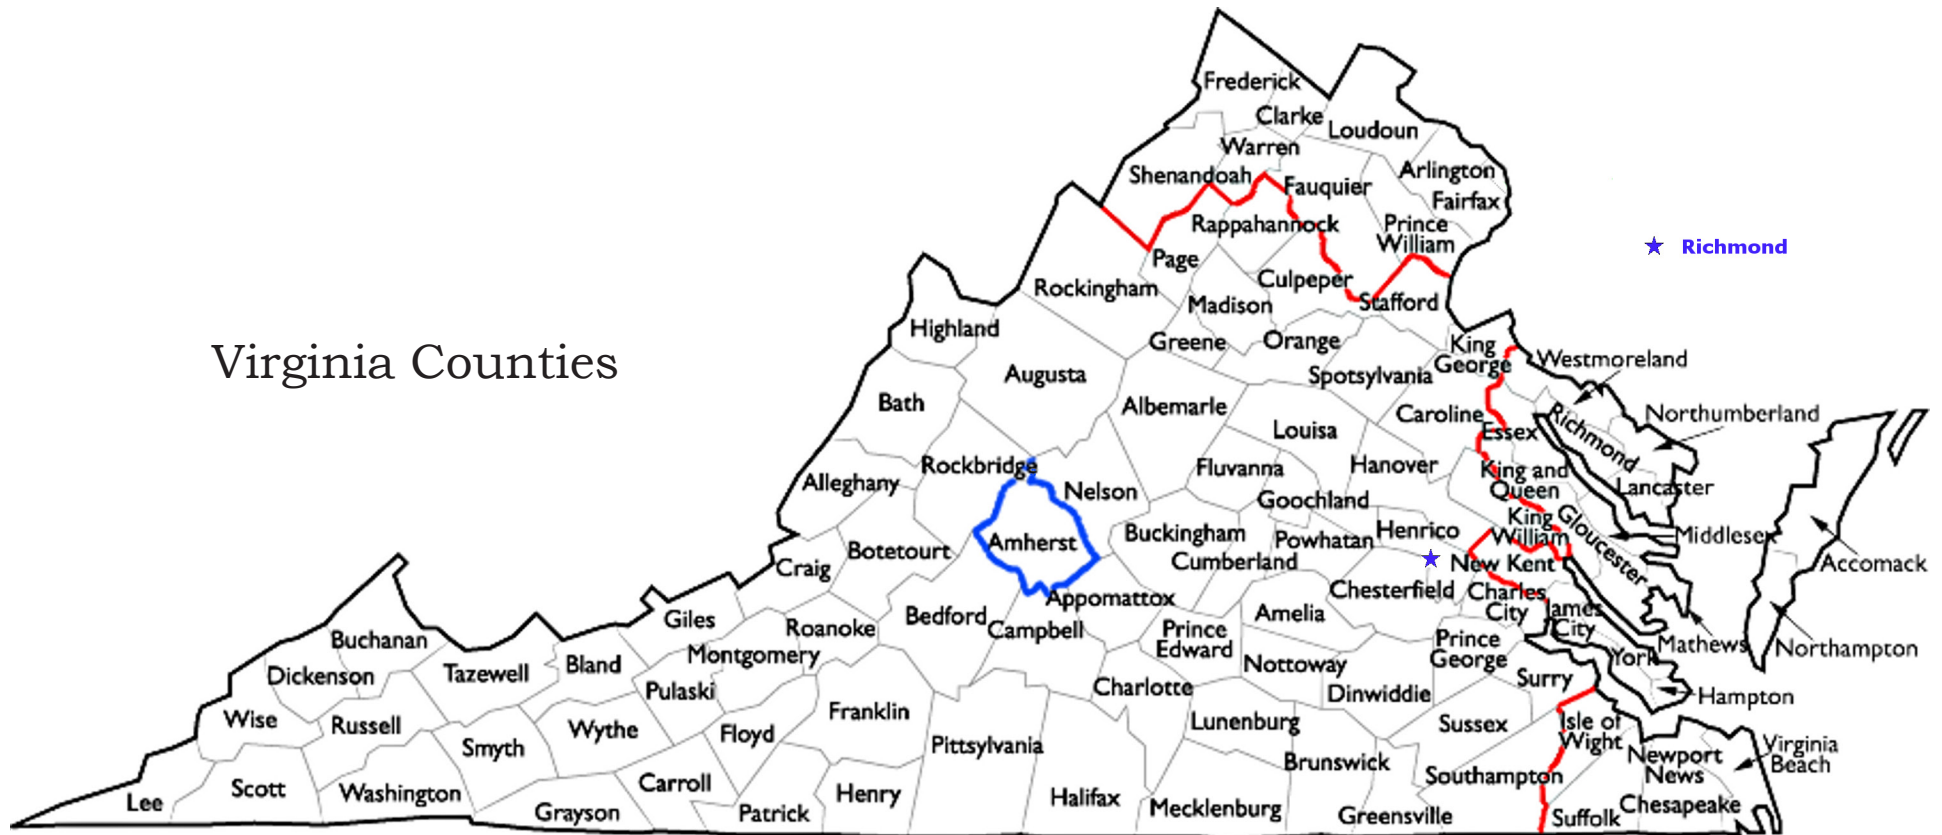 Frederick
Clarke
Loudoun
Warren
Arlington
Shenandoah
Fauquier
Fairfax
Rappahannock
Prince
William
Richmond
Page
Culpeper
Rockingham
Madison
Stafford
Highland
Greene
Orange
King
George
Westmoreland
Virginia Counties
Augusta
Spotsylvania
Bath
Albemarle
Caroline
Richmond
Northumberland
Louisa
Essex
Rockbridge
Fluvanna
Hanover
King and
Queen
Alleghany
Nelson
Goochland
Lancaster
Amherst
Buckingham
Powhatan
Henrico
King
William
Gloucester
Middlesex
Botetourt
Cumberland
New Kent
Accomack
Craig
Chesterfield
Charles
City
Appomattox
Bedford
Amelia
James
City
Giles
Roanoke
Campbell
Prince
Edward
Prince
George
Mathews
Northampton
Buchanan
Montgomery
Bland
Nottoway
York
Dickenson
Tazewell
Pulaski
Charlotte
Dinwiddie
Surry
Hampton
Wise
Russell
Wythe
Floyd
Franklin
Lunenburg
Sussex
Isle of
Wight
Smyth
Pittsylvania
Brunswick
Newport
News
Virginia
Beach
Southampton
Lee
Scott
Washington
Carroll
Henry
Halifax
Mecklenburg
Chesapeake
Grayson
Patrick
Greensville
Suffolk